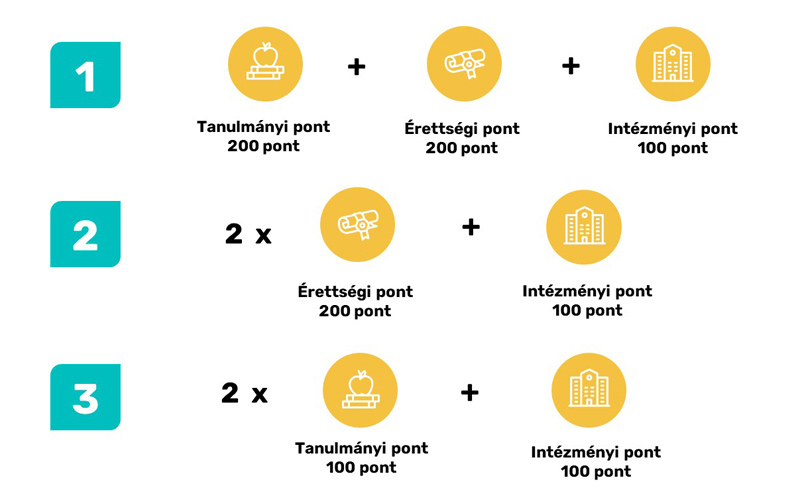 1
+
+
Tanulmányi pont
200 pont
Érettségi pont
200 pont
Intézményi pont
100 pont
2
2 x
+
Érettségi pont
200 pont
Intézményi pont
100 pont
3
2 x
+
Tanulmányi pont
100 pont
Intézményi pont
100 pont